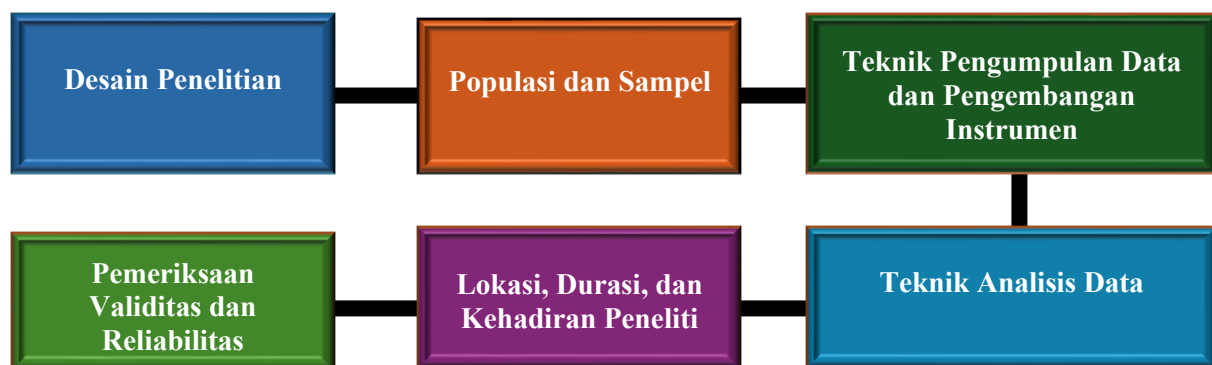 Desain Penelitian
Populasi dan Sampel
Teknik Pengumpulan Data
dan Pengembangan
Instrumen
Pemeriksaan
Validitas dan
Reliabilitas
Lokasi, Durasi, dan
Kehadiran Peneliti
Teknik Analisis Data